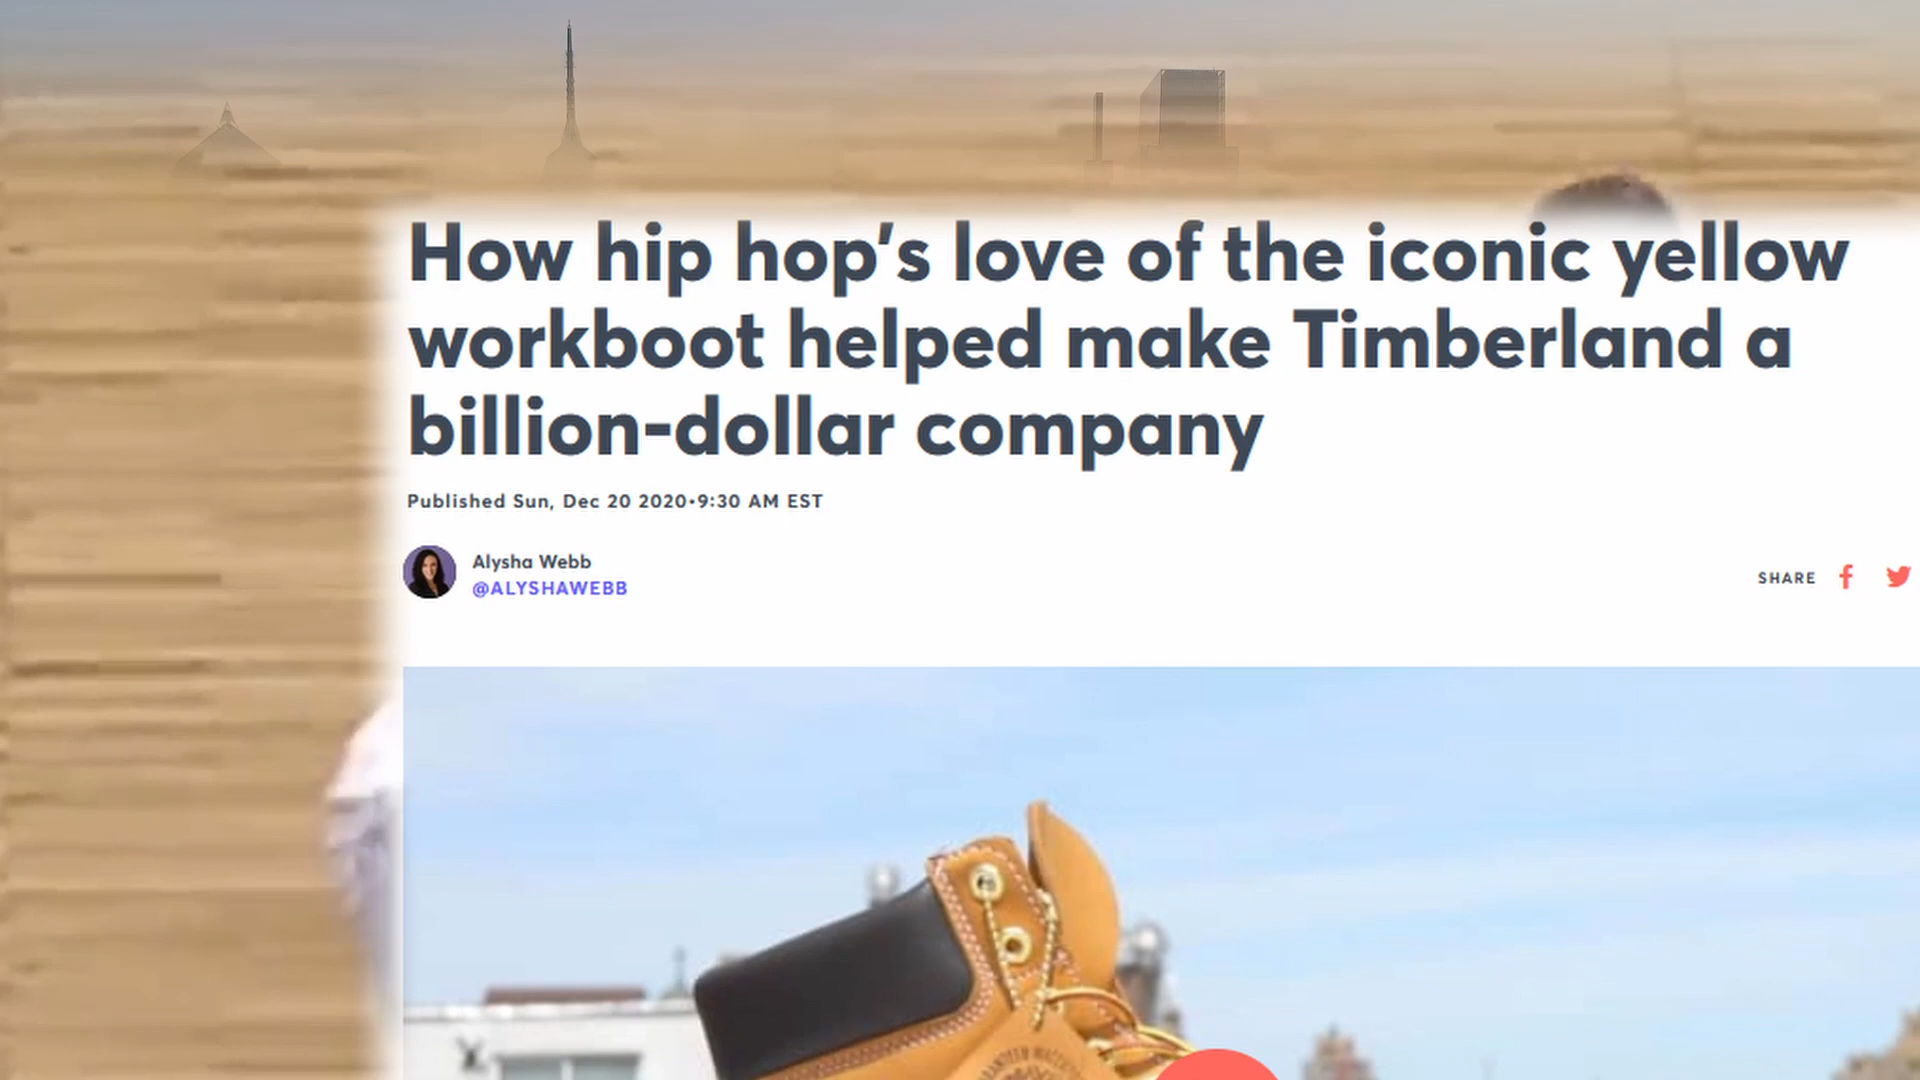 How hip hop's love of the iconic yellow
workboot helped make Timberland a
billion-dollar company
Published Sun, Dec 20 2020•9:30 AM EST
Alysha Webb
@ALYSHAWEBB
SHARE